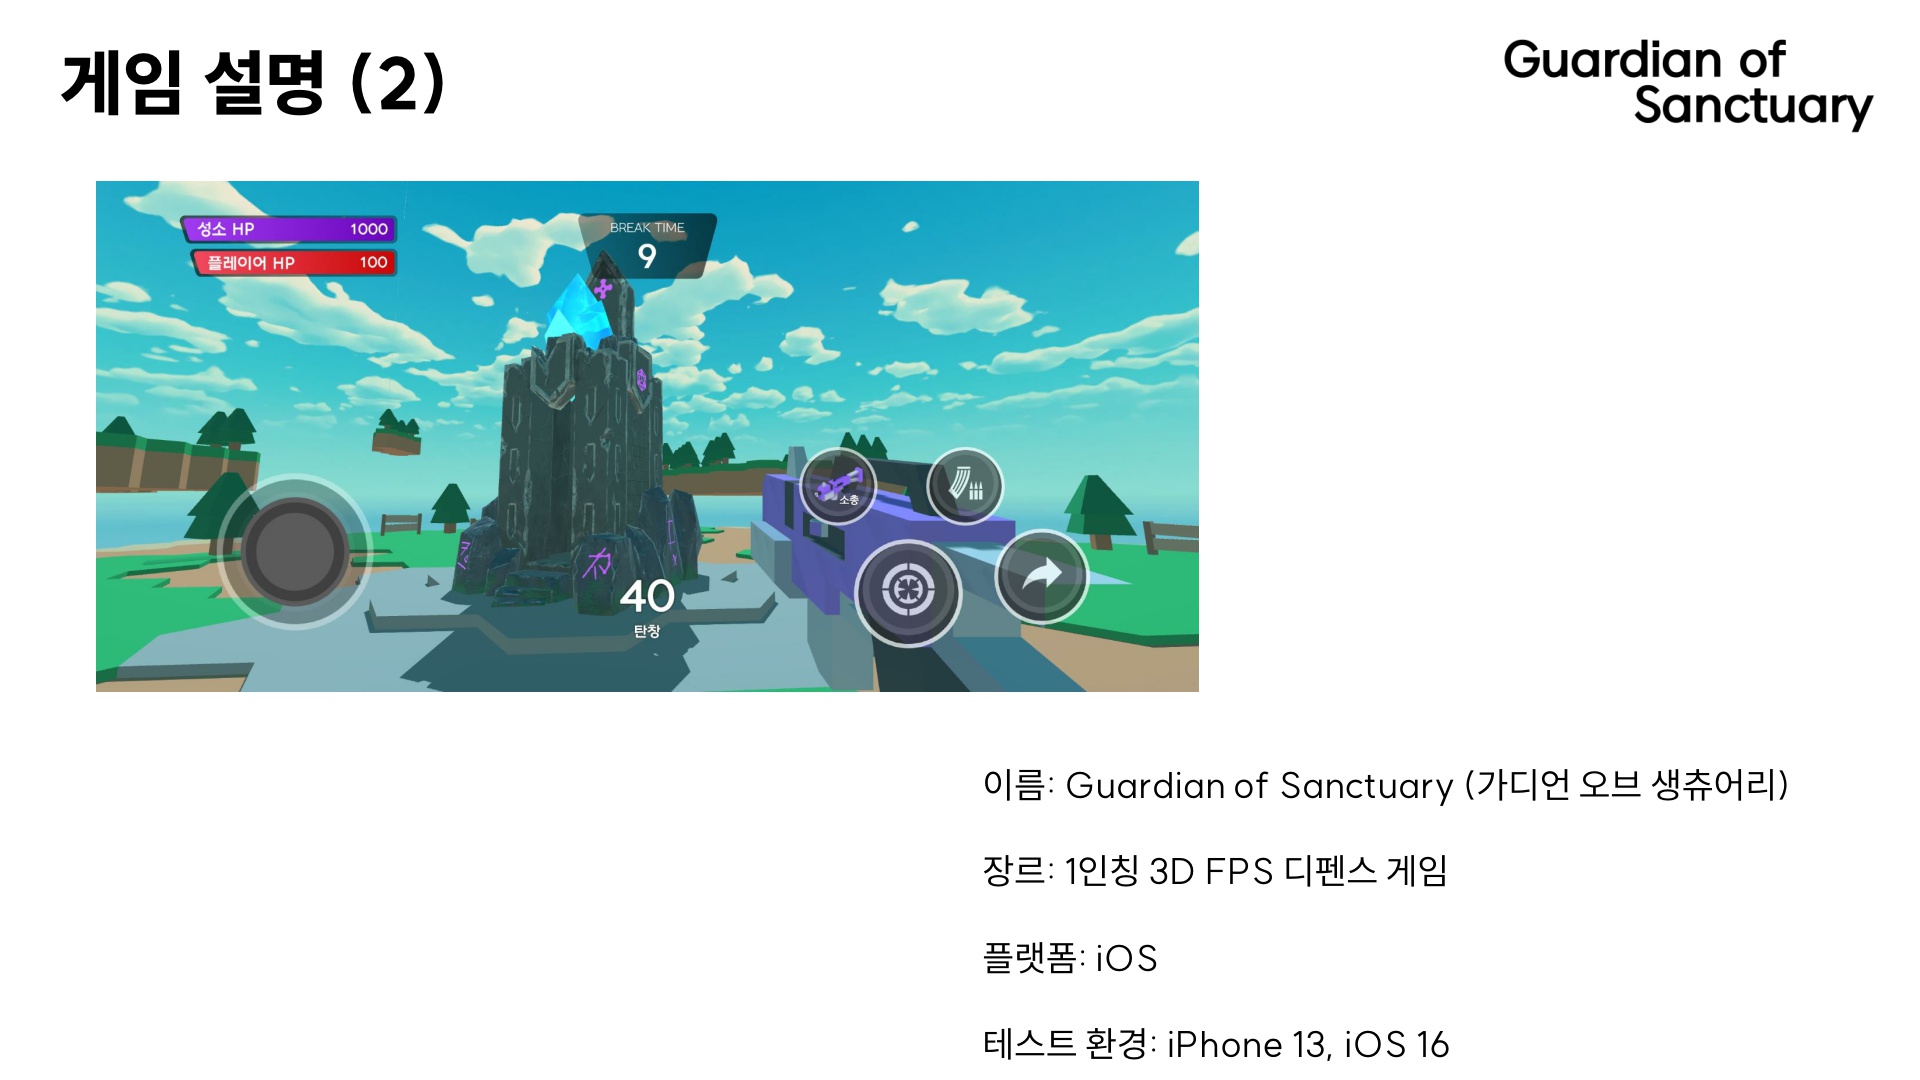 게임 설명 (2)
Guardian of
Sanctuary
성소 HP 1000
플레이어 HP 100
BREAK TIME
9
소총
40
탄창
이름: Guardian of Sanctuary (가디언 오브 생츄어리)
장르: 1인칭 3D FPS 디펜스 게임
플랫폼: iOS
테스트 환경: iPhone 13, iOS 16